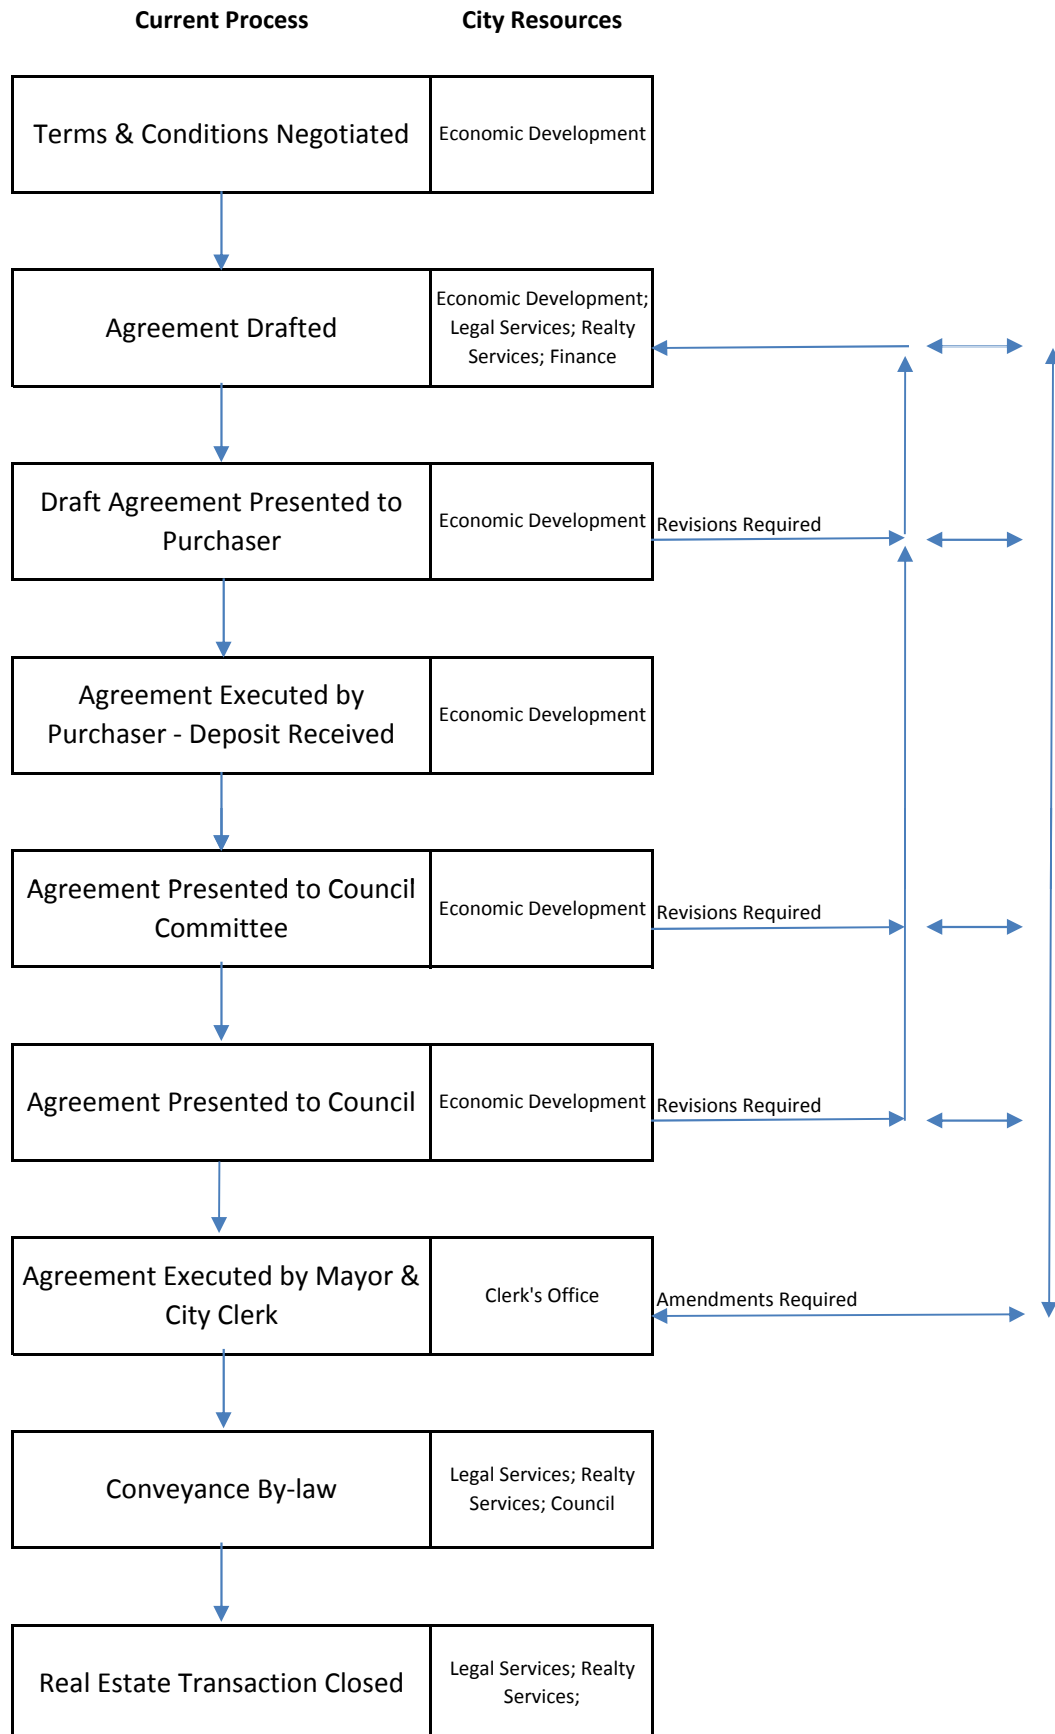 Current Process
City Resources
Terms & Conditions Negotiated
Economic Development
Agreement Drafted
Economic Development;
Legal Services; Realty
Services; Finance
Draft Agreement Presented to
Purchaser
Economic Development
Revisions Required
Agreement Executed by
Purchaser - Deposit Received
Economic Development
Agreement Presented to Council
Committee
Economic Development
Revisions Required
Agreement Presented to Council
Economic Development
Revisions Required
Agreement Executed by Mayor &
City Clerk
Clerk's Office
Amendments Required
Conveyance By-law
Legal Services; Realty
Services; Council
Real Estate Transaction Closed
Legal Services; Realty
Services;